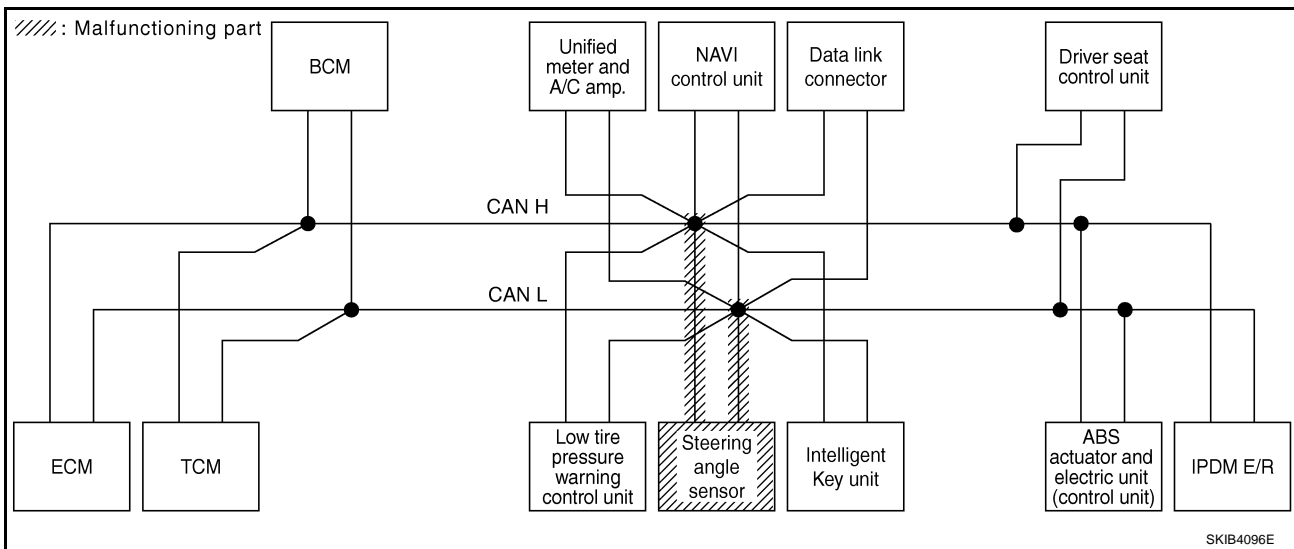 : Malfunctioning part
BCM
Unified
meter and
A/C amp.
NAVI
control unit
Data link
connector
Driver seat
control unit
CAN H
CAN L
ECM
TCM
Low tire
pressure
warning
control unit
Steering
angle
sensor
Intelligent
Key unit
ABS
actuator and
electric unit
(control unit)
IPDM E/R
SKIB4096E